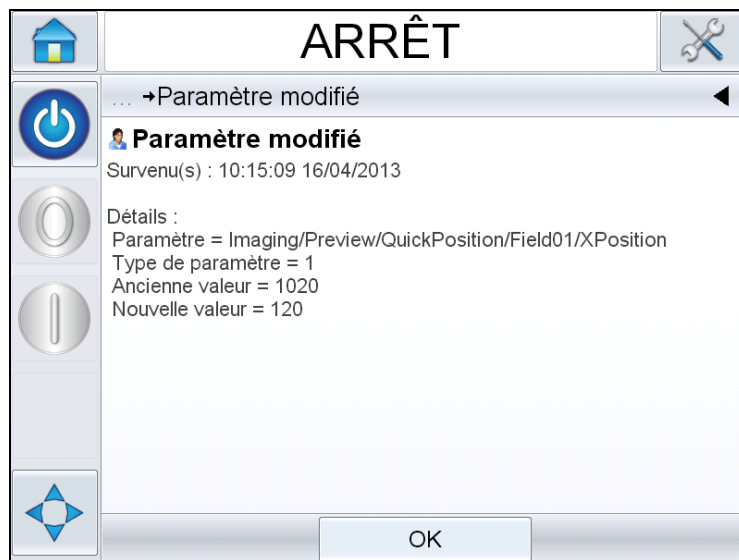 ARRÊT
... →Paramètre modifié
Paramètre modifié
Survenu(s) : 10:15:09 16/04/2013
Détails :
Paramètre = Imaging/Preview/QuickPosition/Field01/XPosition
Type de paramètre = 1
Ancienne valeur = 1020
Nouvelle valeur = 120
OK